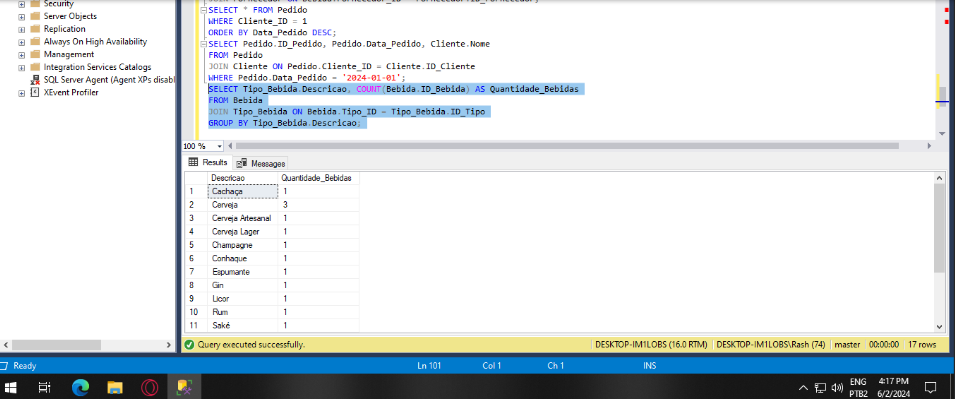 Security
Server Objects
Replication
Always On High Availability
Management
Integration Services Catalogs
SQL Server Agent (Agent XPs disabl
XEvent Profiler
SELECT * FROM Pedido
WHERE Cliente_ID = 1
ORDER BY Data_Pedido DESC;
SELECT Pedido.ID_Pedido, Pedido.Data_Pedido, Cliente.Nome
FROM Pedido
JOIN Cliente ON Pedido.Cliente_ID = Cliente.ID_Cliente
WHERE Pedido.Data_Pedido = '2024-01-01';
SELECT Tipo_Bebida.Descricao, COUNT(Bebida.ID_Bebida) AS Quantidade_Bebidas
FROM Bebida
JOIN Tipo_Bebida ON Bebida.Tipo_ID = Tipo_Bebida.ID_Tipo
GROUP BY Tipo_Bebida.Descricao;
100 %
Results Messages
Descricao Quantidade_Bebidas
1 Cachaça 1
2 Cerveja 3
3 Cerveja Artesanal 1
4 Cerveja Lager 1
5 Champagne 1
6 Conhaque 1
7 Espumante 1
8 Gin 1
9 Licor 1
10 Rum 1
11 Saké 1
Query executed successfully. DESKTOP-IM1LOBS (16.0 RTM) DESKTOP-IM1LOBS\Rash (74) master 00:00:00 17 rows
Ready Ln 101 Col 1 Ch 1 INS
ENG 4:17 PM
PTB2 6/2/2024